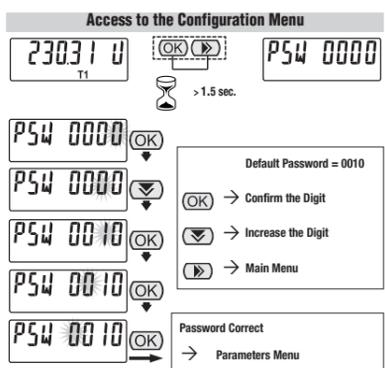 Access to the Configuration Menu
230.31 V
T1
OK
PSW 0000
> 1.5 sec.
PSW 0000
OK
PSW 0000
PSW 0010
OK
PSW 0010
OK
PSW 0010
OK
Default Password = 0010
OK → Confirm the Digit
→ Increase the Digit
→ Main Menu
Password Correct
→ Parameters Menu